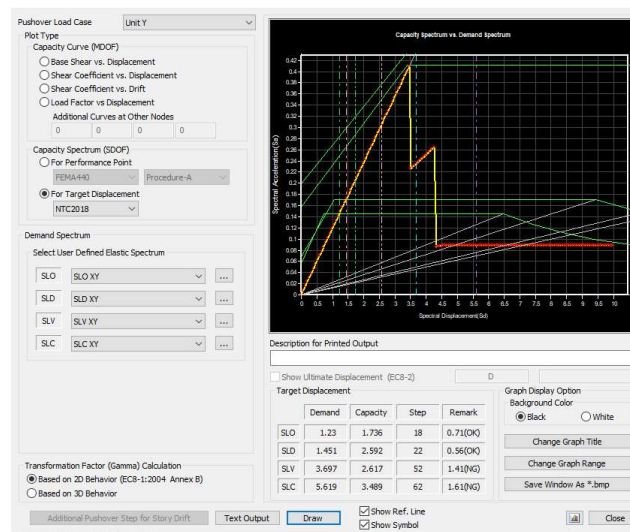 Pushover Load Case Unit Y
Plot Type
Capacity Curve (MDOF)
Base Shear vs. Displacement
Shear Coefficient vs. Displacement
Shear Coefficient vs. Drift
Load Factor vs Displacement
Additional Curves at Other Nodes
0 0 0 0
Capacity Spectrum (SDOF)
For Performance Point
FEMA440 Procedure-A
For Target Displacement
NTC2018
Demand Spectrum
Select User Defined Elastic Spectrum
SLO SLO XY ...
SLD SLD XY ...
SLV SLV XY ...
SLC SLC XY ...
Transformation Factor (Gamma) Calculation
Based on 2D Behavior (EC8-1:2004 Annex B)
Based on 3D Behavior
Additional Pushover Step for Story Drift Text Output Draw
Capacity Spectrum vs. Demand Spectrum
Spectral Acceleration(Sa)
0.42
0.4
0.38
0.36
0.33
0.31
0.29
0.27
0.25
0.23
0.2
0.18
0.16
0.14
0.12
0.09
0.08
0.06
0.04
0.02
0
0 0.5 1 1.5 2 2.5 3 3.5 4 4.5 5 5.5 6 6.5 7 7.5 8 8.5 9 9.5 10
Spectral Displacement(Sd)
Description for Printed Output
Show Ultimate Displacement (EC8-2) D
Target Displacement
Demand Capacity Step Remark
SLO 1.23 1.736 18 0.71(OK)
SLD 1.451 2.592 22 0.56(OK)
SLV 3.697 2.617 52 1.41(NG)
SLC 5.619 3.489 62 1.61(NG)
Graph Display Option
Background Color
Black White
Change Graph Title
Change Graph Range
Save Window As *.bmp
Show Ref. Line
Show Symbol
Close